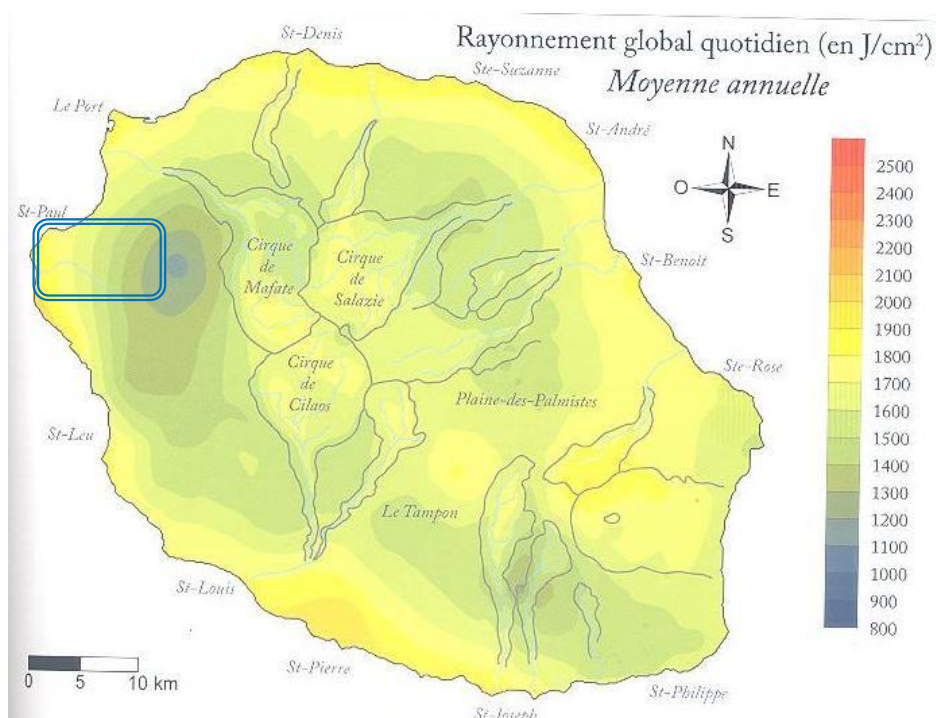 Rayonnement global quotidien (en J/cm²)
Moyenne annuelle
St-Denis
Ste-Suzanne
Le Port
St-André
N
O
E
S
St-Paul
Cirque
de
Mafate
Cirque
de
Salazie
St-Benoit
Cirque
de
Cilaos
Ste-Rose
Plaine-des-Palmistes
St-Leu
Le Tampon
St-Louis
St-Pierre
St-Philippe
St-Joseph
2500
2400
2300
2200
2100
2000
1900
1800
1700
1600
1500
1400
1300
1200
1100
1000
900
800
0
5
10 km